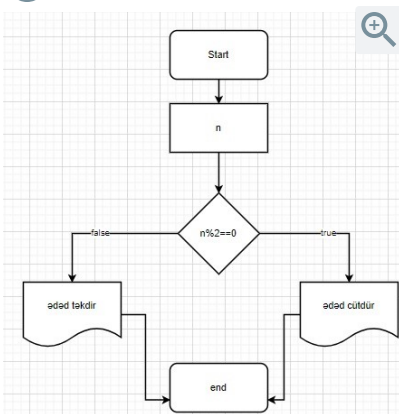 Start
n
n%2==0
false
true
ədəd təkdir
ədəd cütdür
end